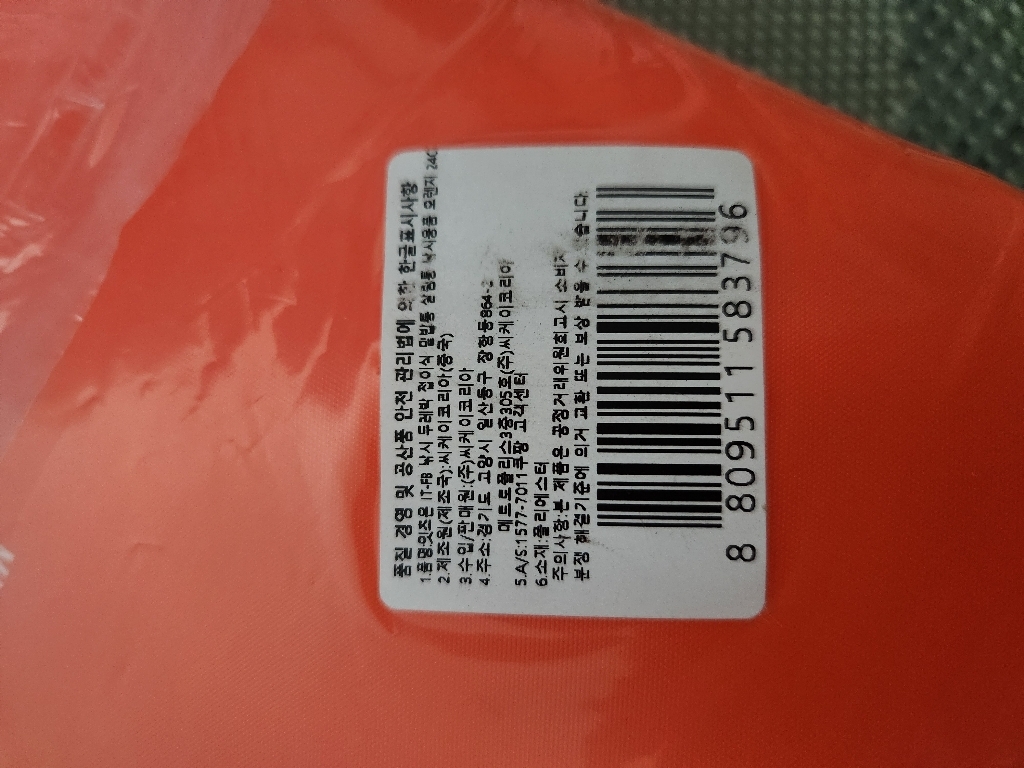 품질 경영 및 공산품 안전 관리법에 의한 한글표시사항
1.품명:잇츠온 IT-FB 낚시 두레박 접이식 밑밥통 살림통 낚시용품 오렌지 24C
2.제조원(제조국):씨케이코리아(중국)
3.수입/판매원:(주)씨케이코리아
4.주소:경기도 고양시 일산동구 장항동864-2
메트로폴리스3층305호(주)씨케이코리아
5.A/S:1577-7011쿠팡 고객센터
6.소재:폴리에스터
주의사항:본 제품은 공정거래위원회고시 소비자
분쟁 해결기준에 의거 교환 또는 보상 받을 수 있습니다.
8 809511 583796